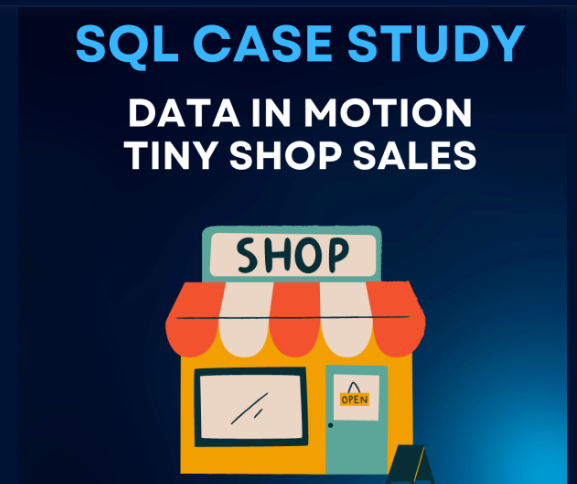 SQL CASE STUDY
DATA IN MOTION
TINY SHOP SALES
SHOP
OPEN